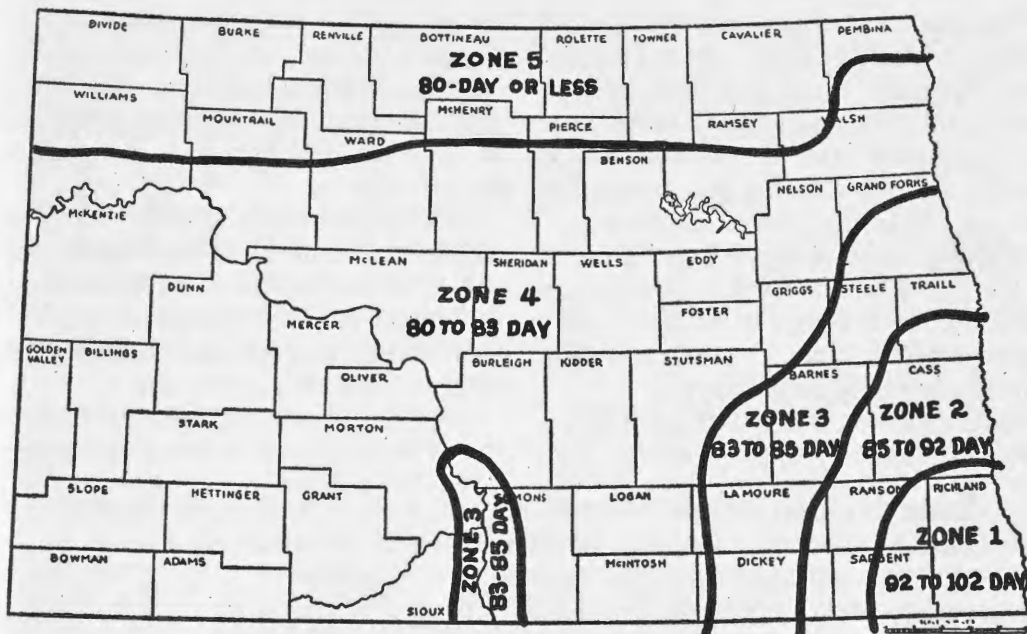 DIVIDE
BURKE
RENVILLE
BOTTINEAU
ROLETTE
TOWNER
CAVALIER
PEMBINA
ZONE 5
80-DAY OR LESS
WILLIAMS
MOUNTRAIL
WARD
McHENRY
PIERCE
BENSON
RAMSEY
ALSH
NELSON
GRAND FORKS
McKENZIE
DUNN
McLEAN
SHERIDAN
WELLS
EDDY
FOSTER
GRIGGS
STEELE
TRAILL
ZONE 4
80 TO 83 DAY
MERCER
GOLDEN
VALLEY
BILLINGS
OLIVER
BURLEIGH
KIDDER
STUTSMAN
BARNES
CASS
STARK
MORTON
ZONE 3
83 TO 85 DAY
ZONE 2
85 TO 92 DAY
SLOPE
HETTINGER
GRANT
EMMONS
LOGAN
LA MOURE
RANSOM
RICHLAND
ZONE 3
83-85 DAY
ZONE 1
92 TO 102 DAY
BOWMAN
ADAMS
SIOUX
McINTOSH
DICKEY
SARGENT